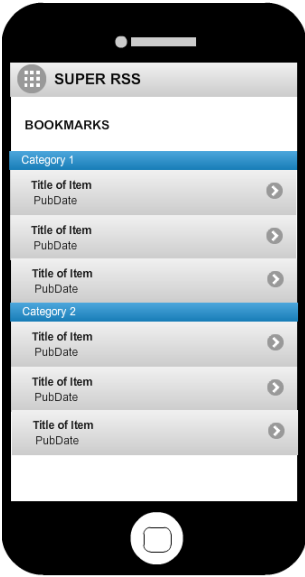 SUPER RSS
BOOKMARKS
Category 1
Title of Item
PubDate
Title of Item
PubDate
Title of Item
PubDate
Category 2
Title of Item
PubDate
Title of Item
PubDate
Title of Item
PubDate